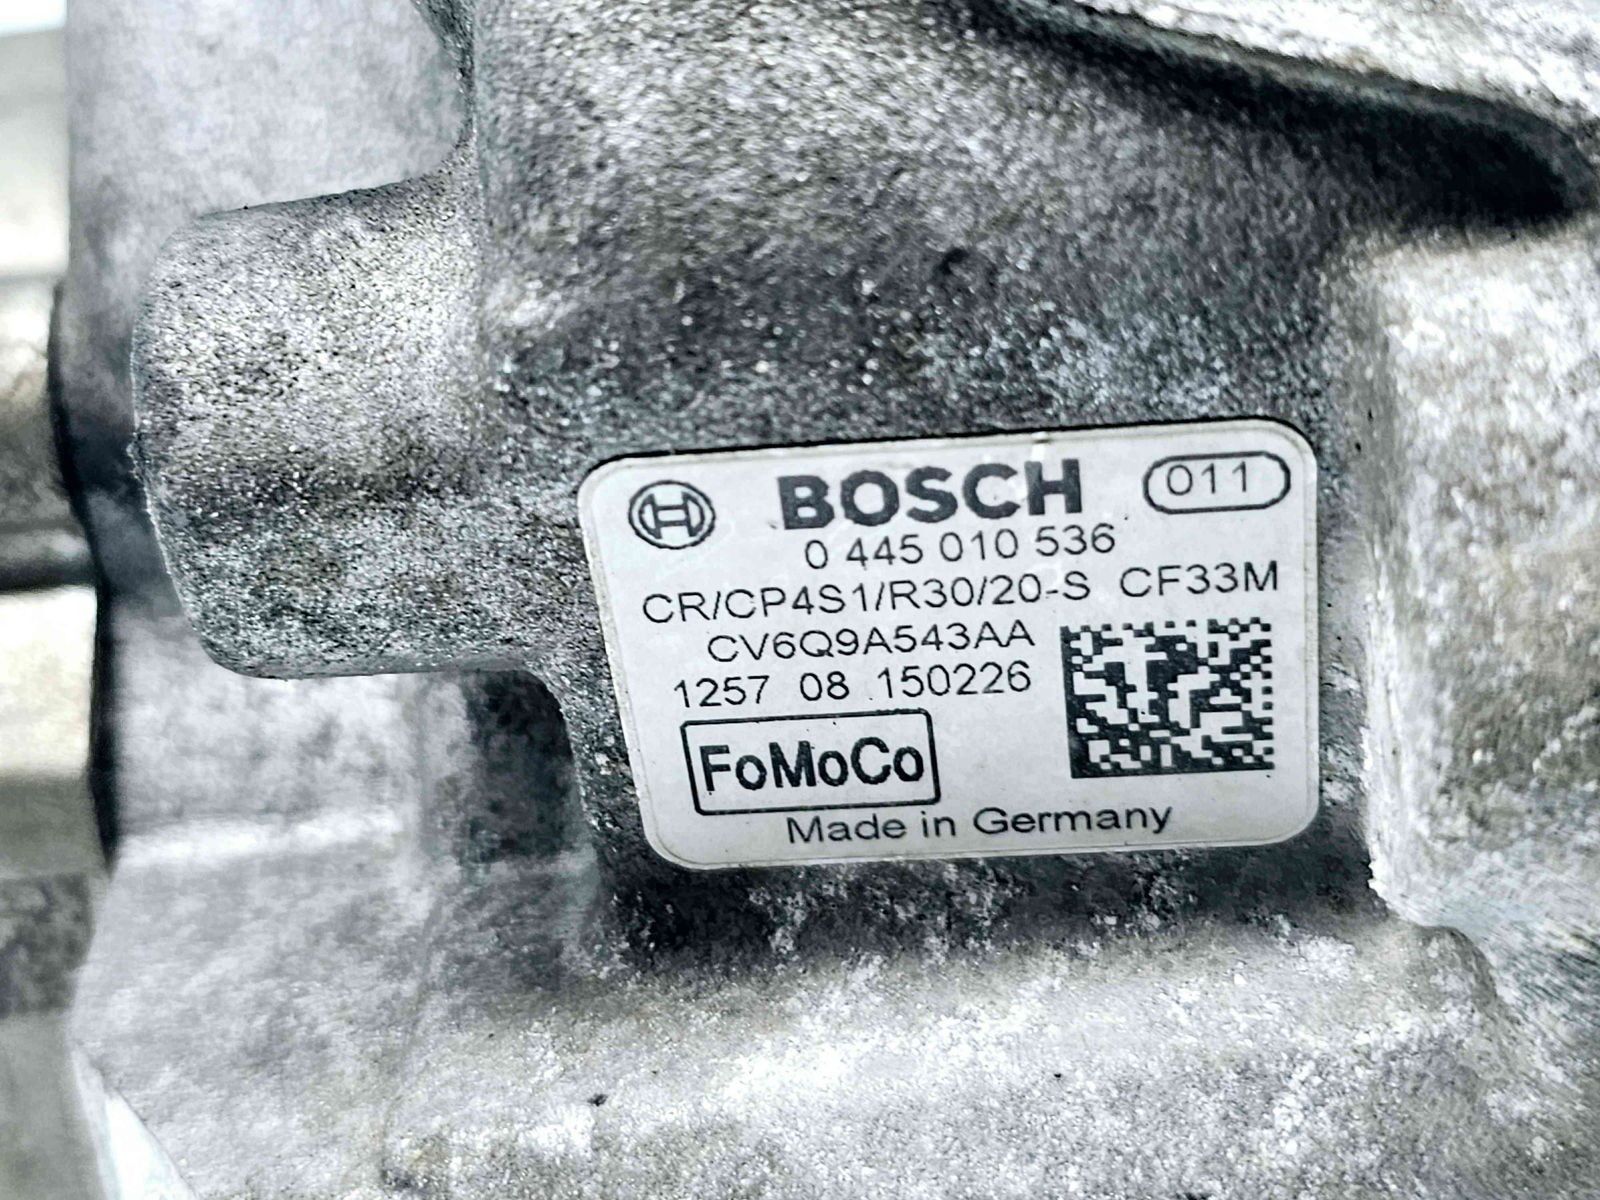 BOSCH 011
0 445 010 536
CR/CP4S1/R30/20-S CF33M
CV6Q9A543AA
1257 08 150226
FoMoCo
Made in Germany